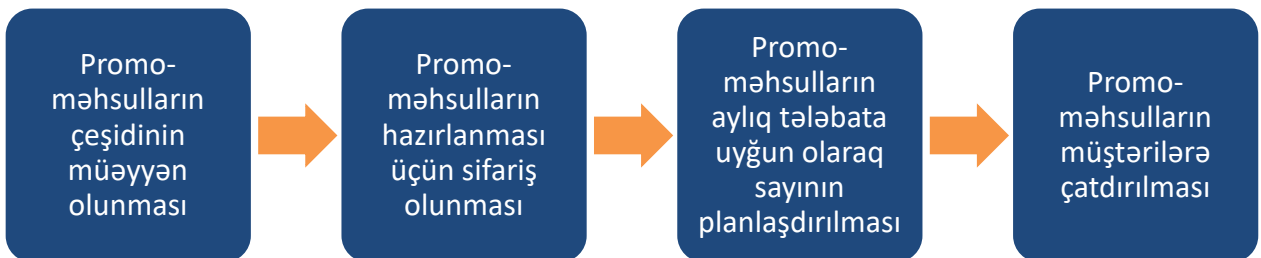 Promo-
məhsulların
çeşidinin
müəyyən
olunması
Promo-
məhsulların
hazırlanması
üçün sifariş
olunması
Promo-
məhsulların
aylıq tələbata
uyğun olaraq
sayının
planlaşdırılması
Promo-
məhsulların
müştərilərə
çatdırılması